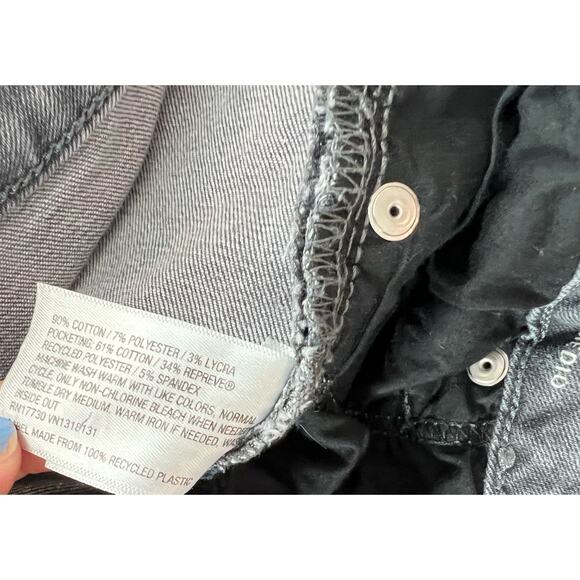 90% COTTON / 7% POLYESTER / 3% LYCRA
POCKETING: 61% COTTON / 34% REPREVE®
RECYCLED POLYESTER / 5% SPANDEX
MACHINE WASH WARM WITH LIKE COLORS, NORMAL
CYCLE, ONLY NON-CHLORINE BLEACH WHEN NEEDED
TUMBLE DRY MEDIUM. WARM IRON IF NEEDED. WASH
INSIDE OUT
RN17730 VN1318131
MADE FROM 100% RECYCLED PLASTIC